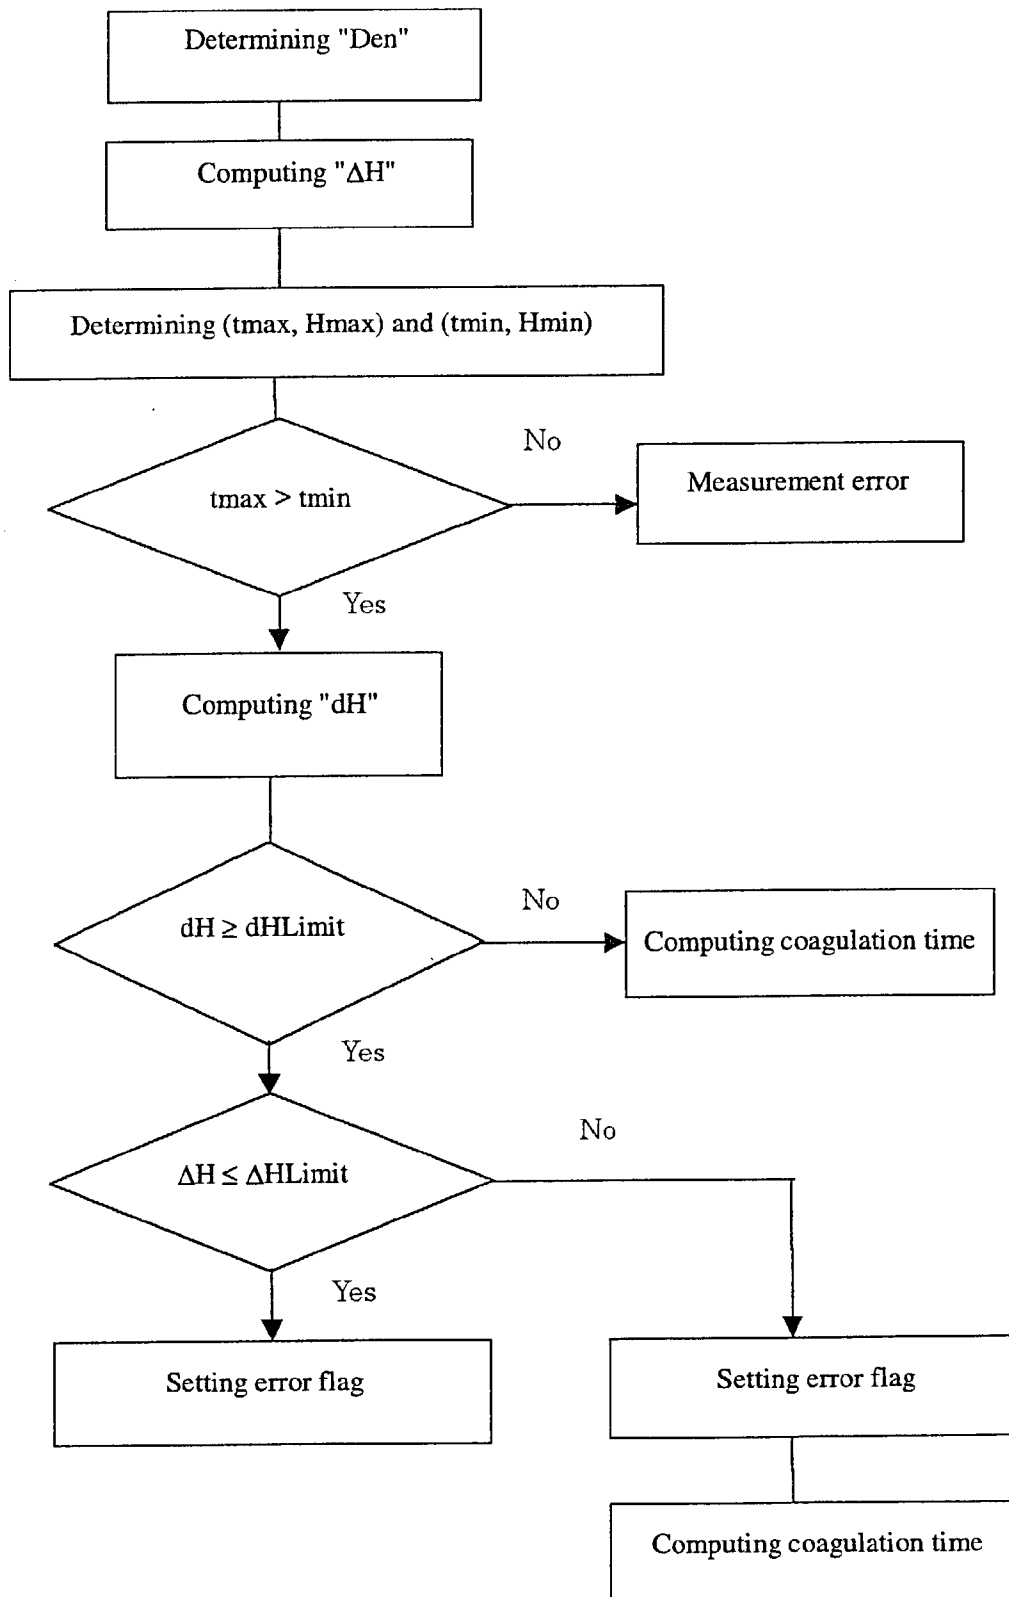 Determining "Den"
Computing "ΔH"
Determining (tmax, Hmax) and (tmin, Hmin)
tmax > tmin
No
Measurement error
Yes
Computing "dH"
dH ≥ dHLimit
No
Computing coagulation time
Yes
ΔH ≤ ΔHLimit
No
Yes
Setting error flag
Setting error flag
Computing coagulation time